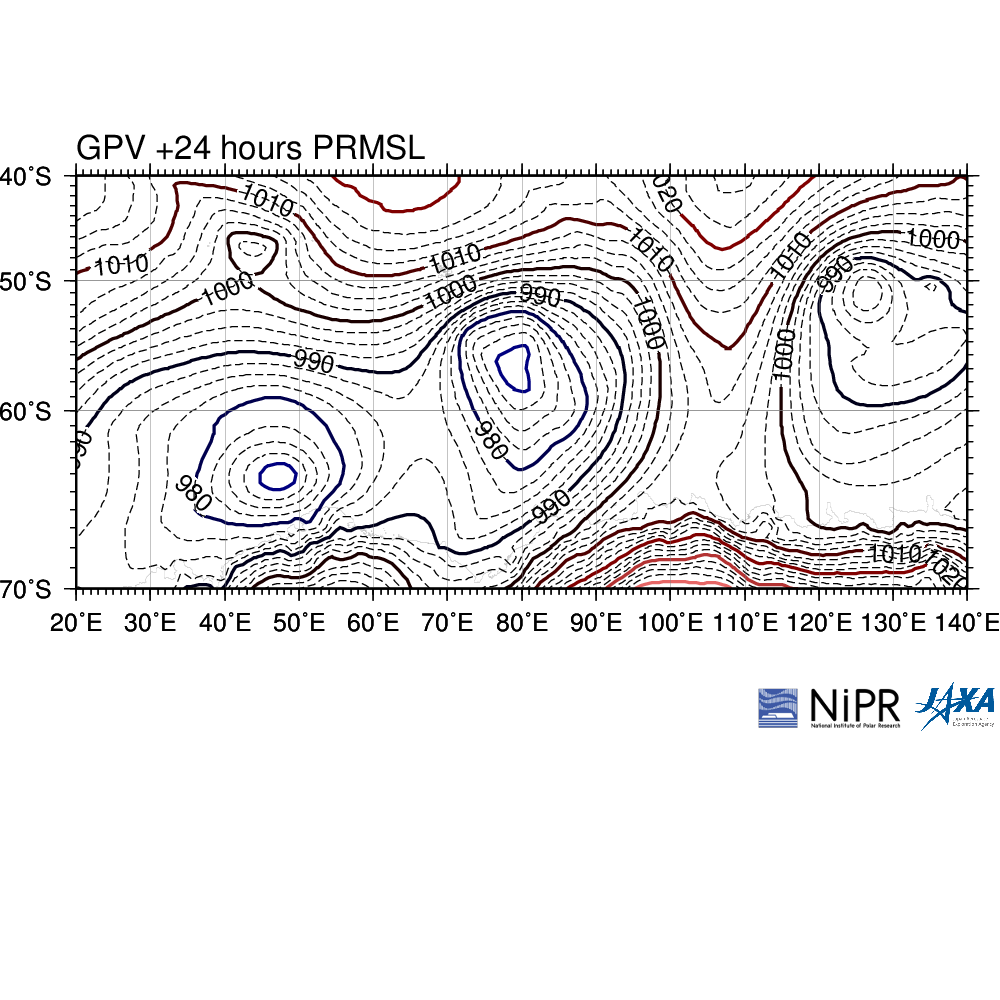 GPV +24 hours PRMSL
40°S
50°S
60°S
70°S
20°E 30°E 40°E 50°E 60°E 70°E 80°E 90°E 100°E 110°E 120°E 130°E 140°E
1010
1020
1010
1010
1010
1010
1000
990
1000
1000
990
1000
990
1000
990
980
980
990
1010
1020
NiPR
National Institute of Polar Research
JAXA
Japan Aerospace
Exploration Agency